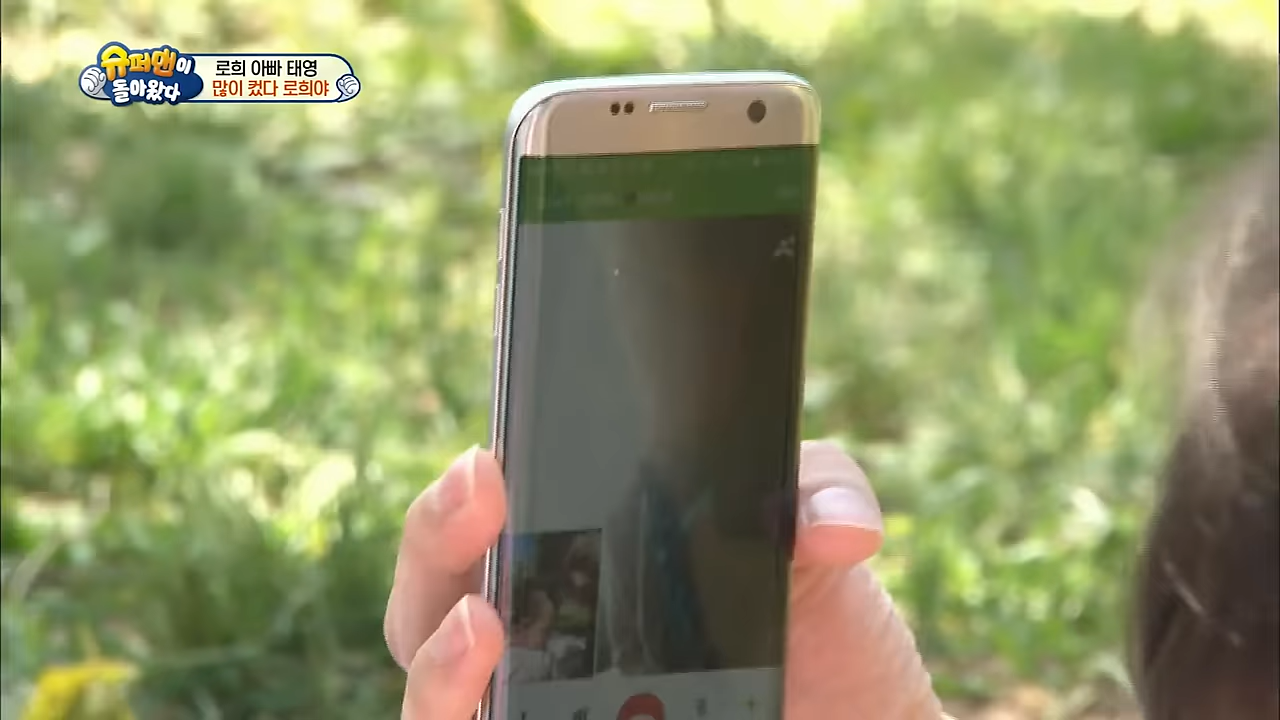 슈퍼맨이
돌아왔다
로희 아빠 태영
많이 컸다 로희야